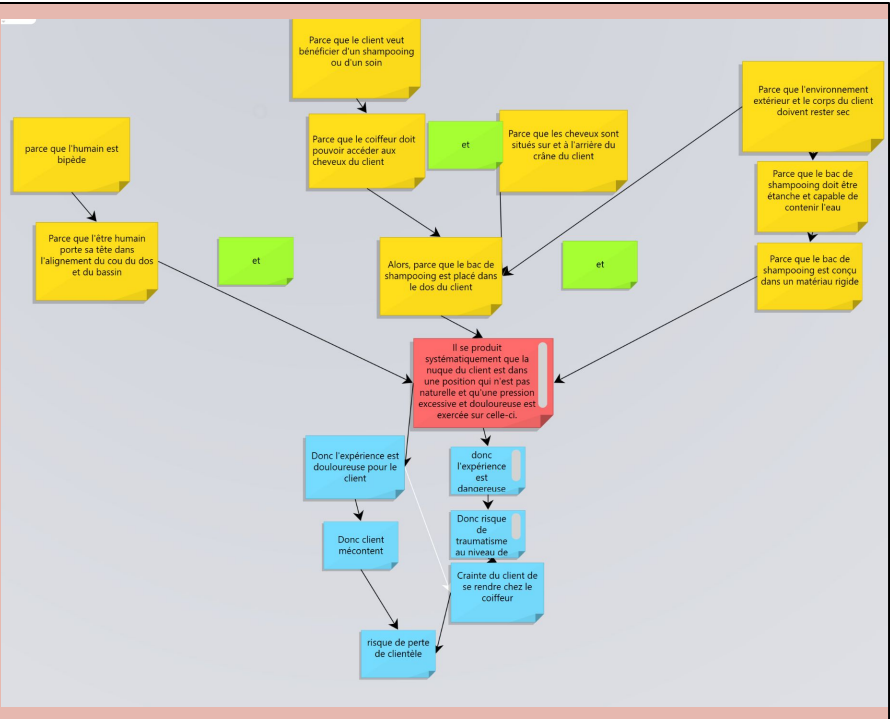 Parce que le client veut
bénéficier d'un shampooing
ou d'un soin
Parce que l'environnement
extérieur et le corps du client
doivent rester sec
parce que l'humain est
bipède
Parce que le coiffeur doit
pouvoir accéder aux
cheveux du client
et
Parce que les cheveux sont
situés sur et à l'arrière du
crâne du client
Parce que le bac de
shampooing doit être
étanche et capable de
contenir l'eau
Parce que l'être humain
porte sa tête dans
l'alignement du cou du dos
et du bassin
et
Alors, parce que le bac de
shampooing est placé dans
le dos du client
et
Parce que le bac de
shampooing est conçu
dans un matériau rigide
Il se produit
systématiquement que la
nuque du client est dans
une position qui n'est pas
naturelle et qu'une pression
excessive et douloureuse est
exercée sur celle-ci.
Donc l'expérience est
douloureuse pour le
client
donc
l'expérience
est
dangereuse
Donc client
mécontent
Donc risque
de
traumatisme
au niveau de
Crainte du client de
se rendre chez le
coiffeur
risque de perte
de clientèle